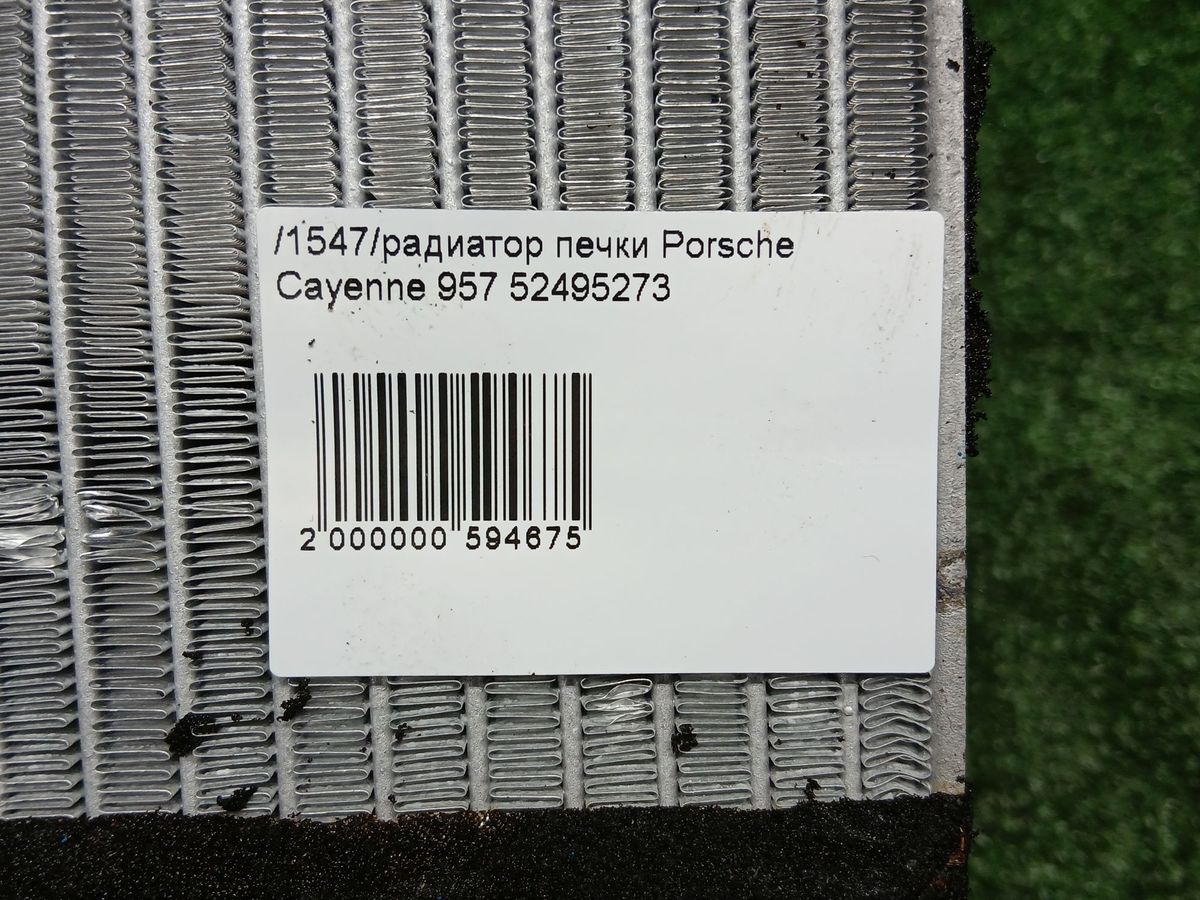 /1547/радиатор печки Porsche
Cayenne 957 52495273
2 000000 594675